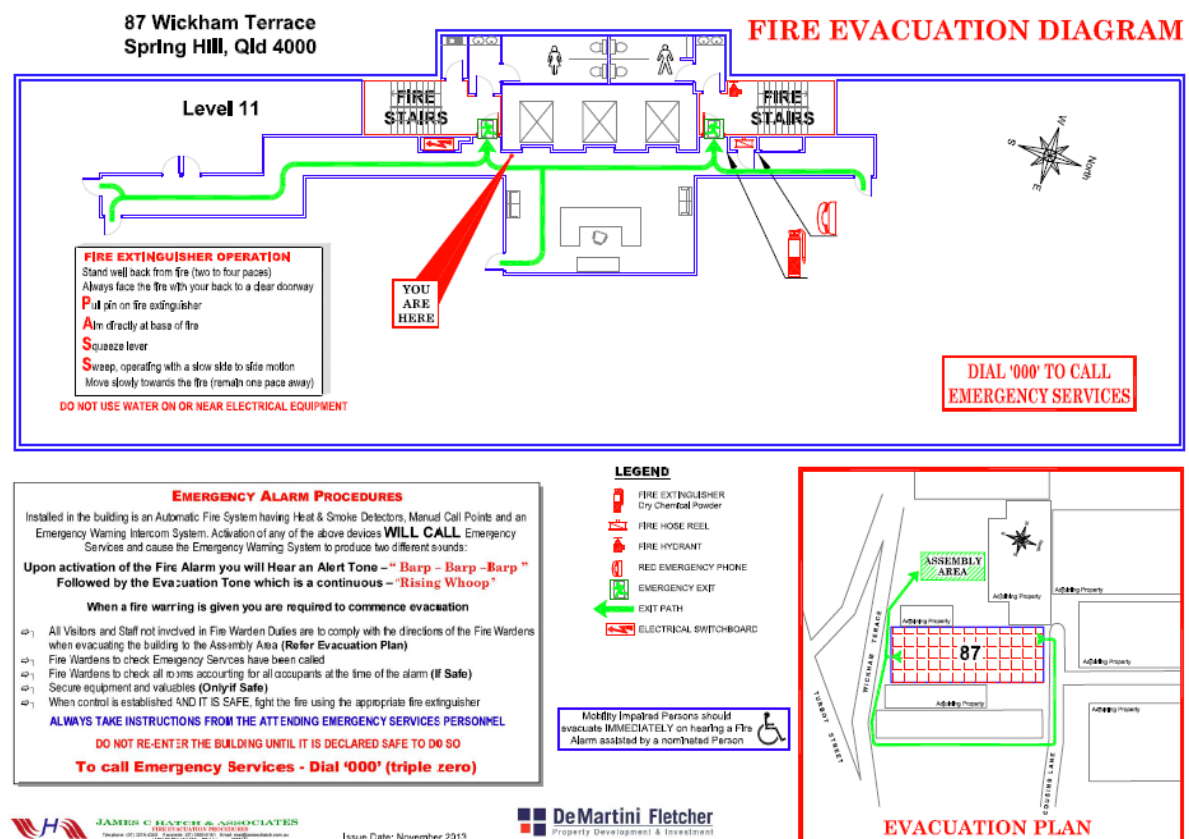 87 Wickham Terrace
Spring Hill, Qld 4000
FIRE EVACUATION DIAGRAM
Level 11
FIRE
STAIRS
FIRE
STAIRS
W
S
North
E
FIRE EXTINGUISHER OPERATION
Stand well back from fire (two to four paces)
Always face the fire with your back to a clear doorway
Pull pin on fire extinguisher
Aim directly at base of fire
Squeeze lever
Sweep, operating with a slow side to side motion
Move slowly towards the fire (remain one pace away)
DO NOT USE WATER ON OR NEAR ELECTRICAL EQUIPMENT
YOU
ARE
HERE
DIAL '000' TO CALL
EMERGENCY SERVICES
EMERGENCY ALARM PROCEDURES
Installed in the building is an Automatic Fire System having Heat & Smoke Detectors, Manual Call Points and an
Emergency Warning Intercom System. Activation of any of the above devices WILL CALL Emergency
Services and cause the Emergency Warning System to produce two different sounds:
Upon activation of the Fire Alarm you will Hear an Alert Tone – “ Barp – Barp –Barp ”
Followed by the Evacuation Tone which is a continuous – “Rising Whoop’
When a fire warning is given you are required to commence evacuation
All Visitors and Staff not involved in Fire Warden Duties are to comply with the directions of the Fire Wardens
when evacuating the building to the Assembly Area (Refer Evacuation Plan)
Fire Wardens to check Emergency Services have been called
Fire Wardens to check all rooms accounting for all occupants at the time of the alarm (If Safe)
Secure equipment and valuables (Only if Safe)
When control is established AND IT IS SAFE, fight the fire using the appropriate fire extinguisher
ALWAYS TAKE INSTRUCTIONS FROM THE ATTENDING EMERGENCY SERVICES PERSONNEL
DO NOT RE-ENTER THE BUILDING UNTIL IT IS DECLARED SAFE TO DO SO
To call Emergency Services - Dial ‘000’ (triple zero)
LEGEND
FIRE EXTINGUISHER
Dry Chemical Powder
FIRE HOSE REEL
FIRE HYDRANT
RED EMERGENCY PHONE
EMERGENCY EXIT
EXIT PATH
ELECTRICAL SWITCHBOARD
Mobility Impaired Persons should
evacuate IMMEDIATELY on hearing a Fire
Alarm assisted by a nominated Person
ASSEMBLY
AREA
Adjoining Property
Adjoining Property
Adjoining Property
87
WICKHAM TERACE
Adjoining Property
Adjoining Property
Adjoining Property
TURBOT STREET
COUSINS LANE
EVACUATION PLAN
JAMES C HATCH & ASSOCIATES
FIRE EVACUATION PROCEDURES
Issue Date: November 2013
DeMartini Fletcher
Property Development & Investment